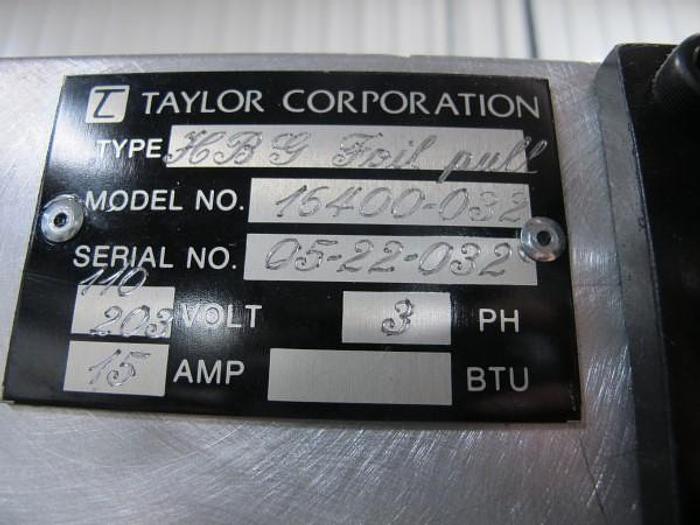 TAYLOR CORPORATION
TYPE HBG Foil pull
MODEL NO. 16400-032
SERIAL NO. 05-22-032
110
203 VOLT 3 PH
15 AMP BTU